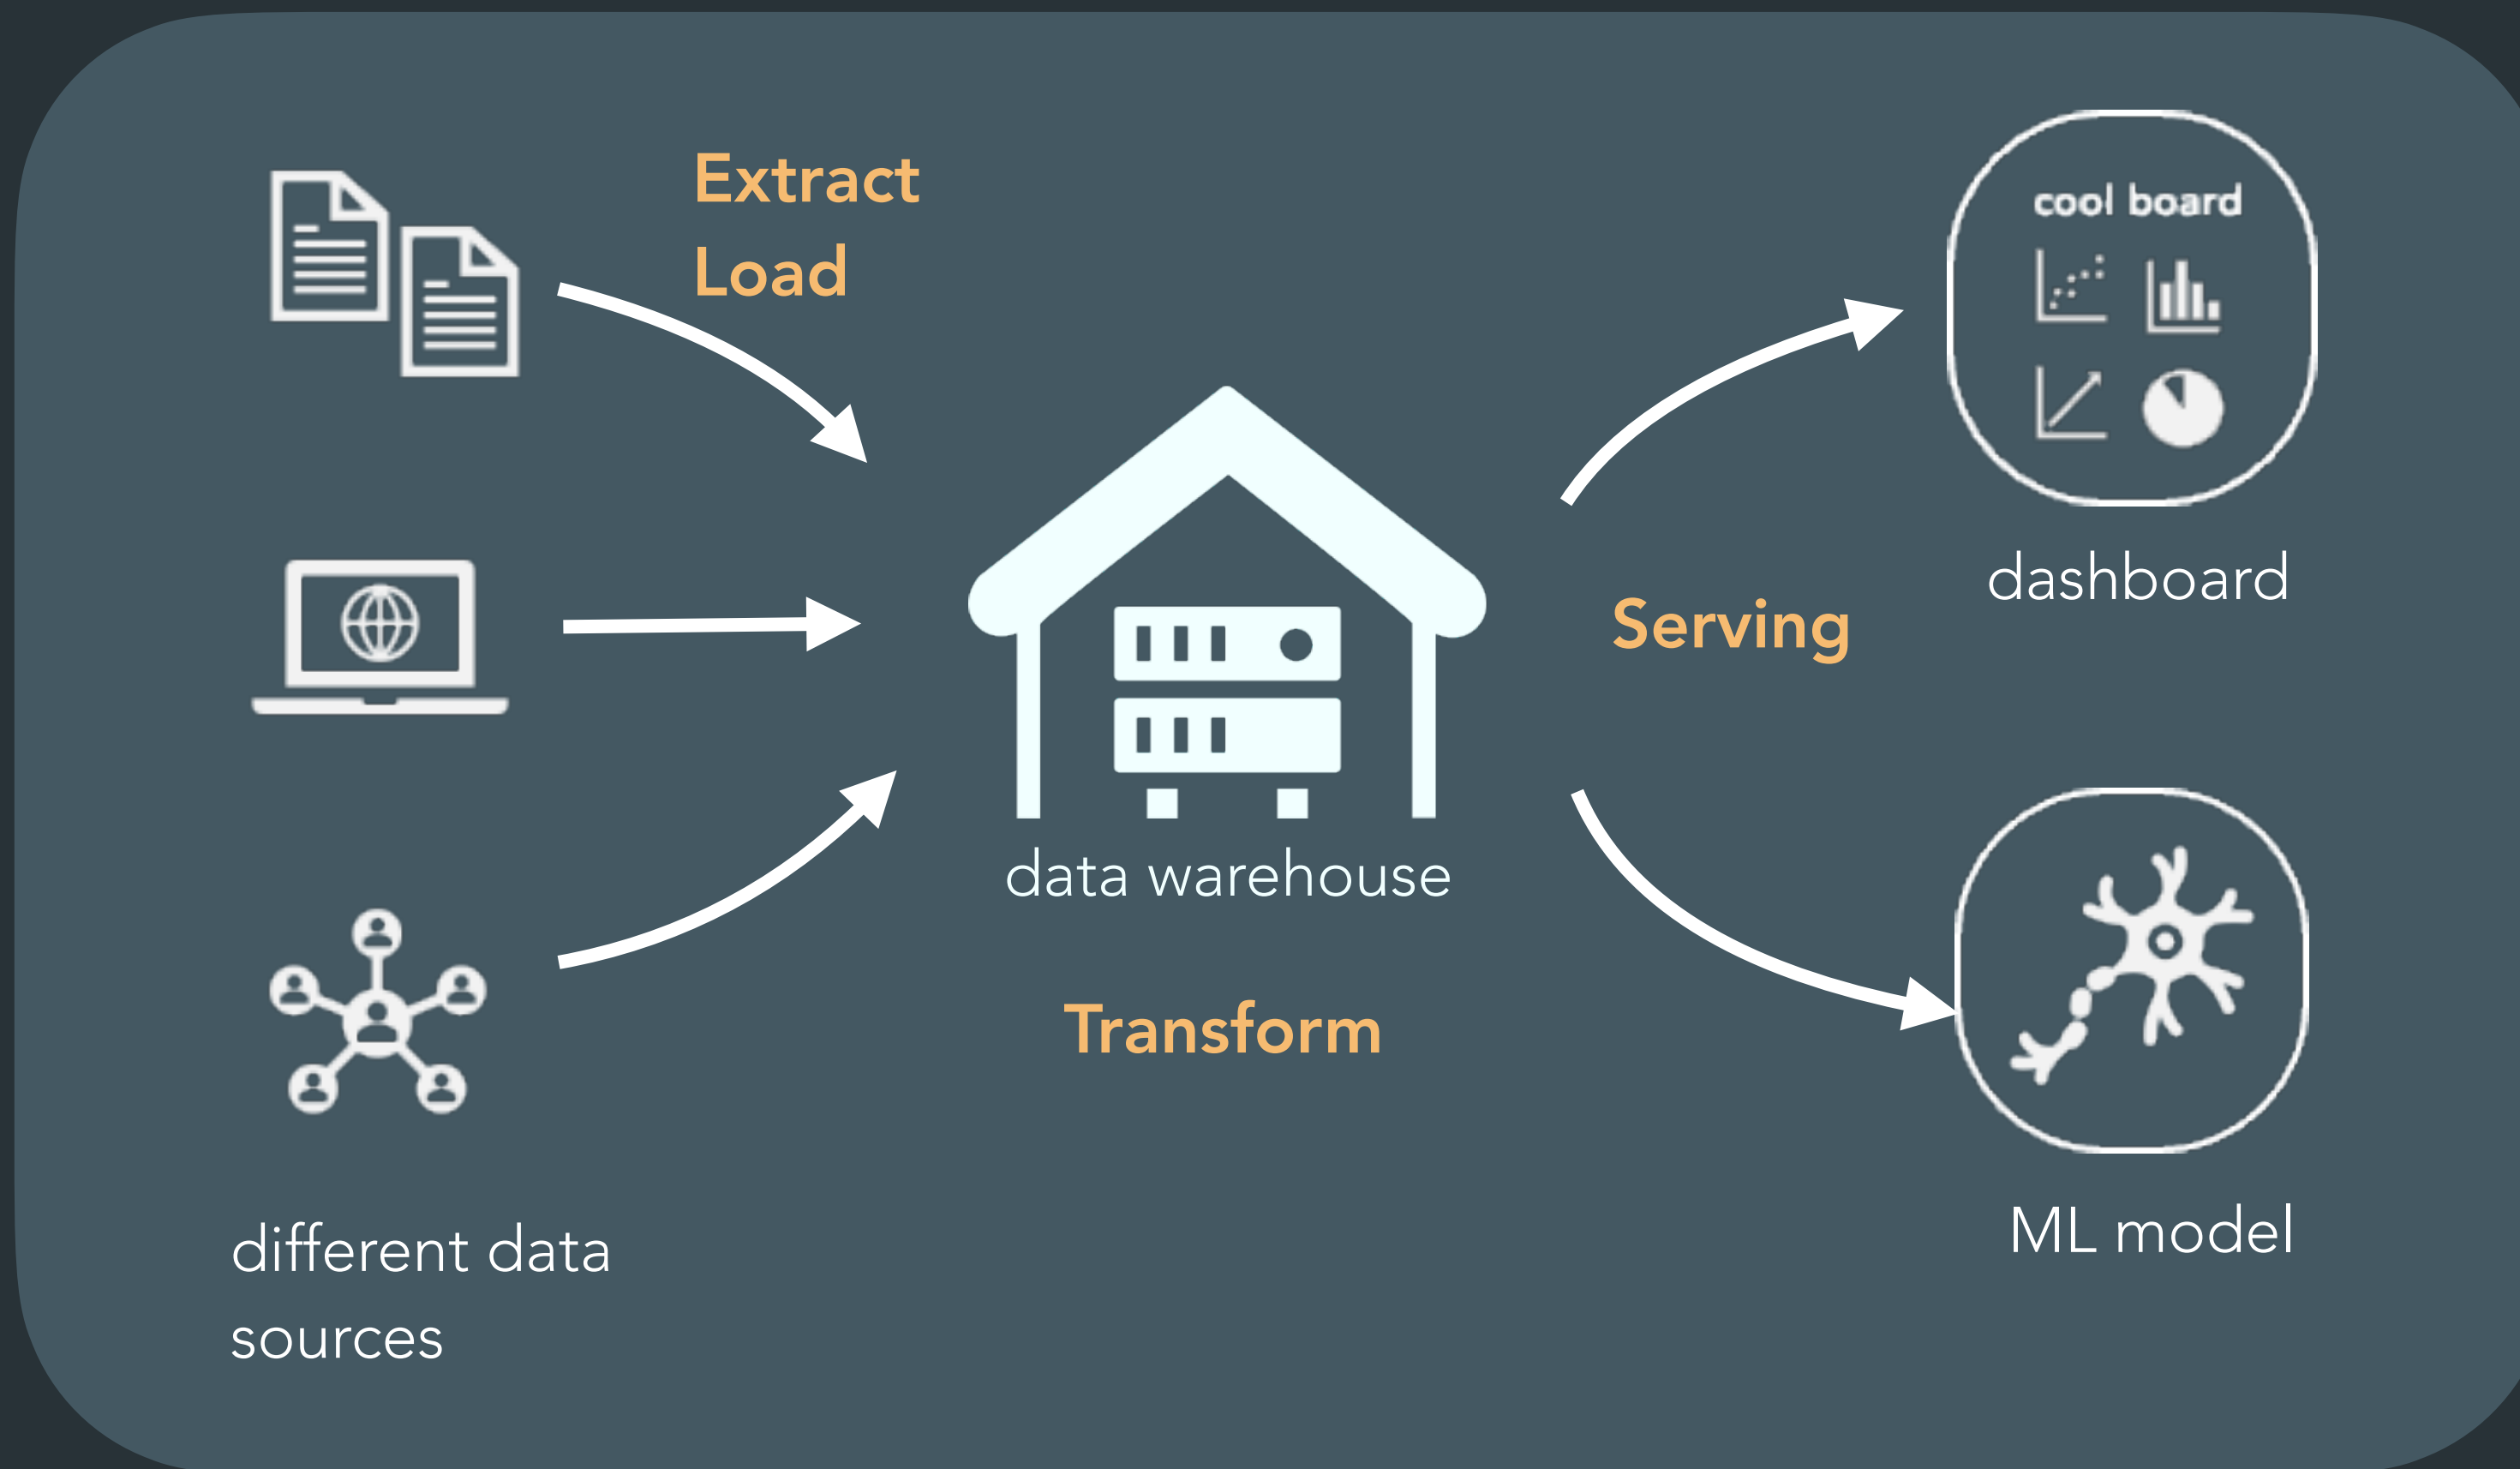 Extract
Load
different data
sources
data warehouse
Transform
Serving
cool board
dashboard
ML model